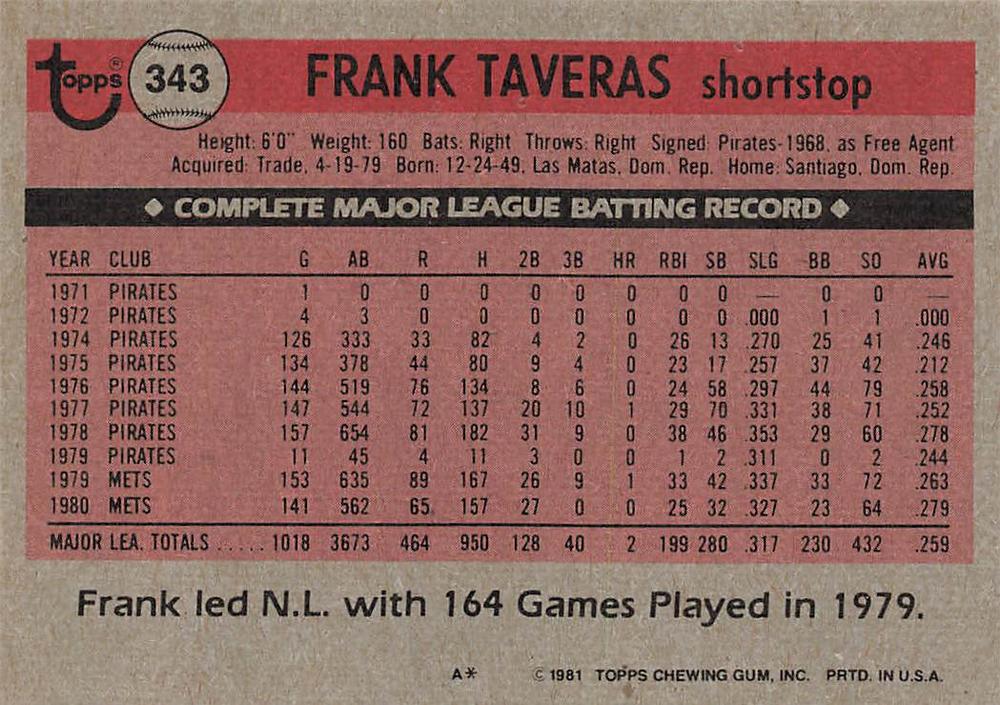 Topps® 343 FRANK TAVERAS shortstop
Height: 6'0" Weight: 160 Bats: Right Throws: Right Signed: Pirates-1968, as Free Agent
Acquired: Trade, 4-19-79 Born: 12-24-49, Las Matas, Dom. Rep. Home: Santiago, Dom. Rep.
◆ COMPLETE MAJOR LEAGUE BATTING RECORD ◆
YEAR CLUB G AB R H 2B 3B HR RBI SB SLG BB SO AVG
1971 PIRATES 1 0 0 0 0 0 0 0 0 — 0 0 —
1972 PIRATES 4 3 0 0 0 0 0 0 0 .000 1 1 .000
1974 PIRATES 126 333 33 82 4 2 0 26 13 .270 25 41 .246
1975 PIRATES 134 378 44 80 9 4 0 23 17 .257 37 42 .212
1976 PIRATES 144 519 76 134 8 6 0 24 58 .297 44 79 .258
1977 PIRATES 147 544 72 137 20 10 1 29 70 .331 38 71 .252
1978 PIRATES 157 654 81 182 31 9 0 38 46 .353 29 60 .278
1979 PIRATES 11 45 4 11 3 0 0 1 2 .311 0 2 .244
1979 METS 153 635 89 167 26 9 1 33 42 .337 33 72 .263
1980 METS 141 562 65 157 27 0 0 25 32 .327 23 64 .279
MAJOR LEA. TOTALS ..... 1018 3673 464 950 128 40 2 199 280 .317 230 432 .259
Frank led N.L. with 164 Games Played in 1979.
A* © 1981 TOPPS CHEWING GUM, INC. PRTD. IN U.S.A.